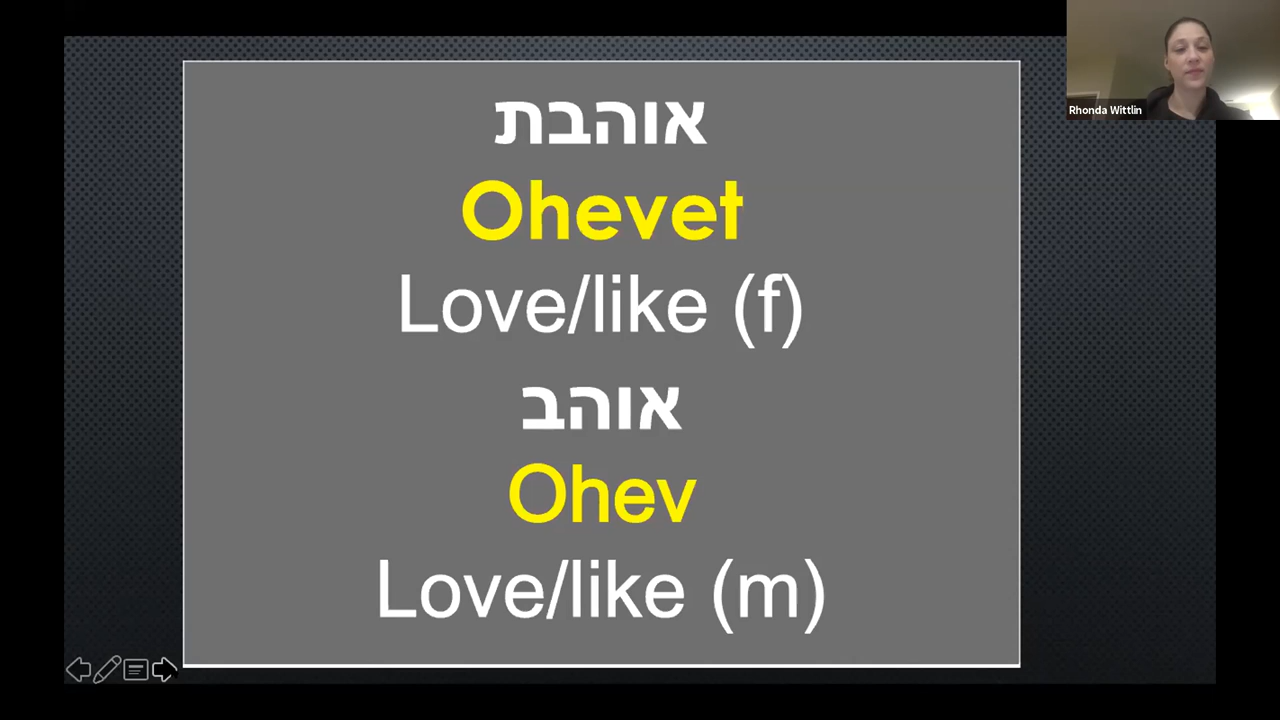 אוהבת
Ohevet
Love/like (f)
אוהב
Ohev
Love/like (m)
Rhonda Wittlin